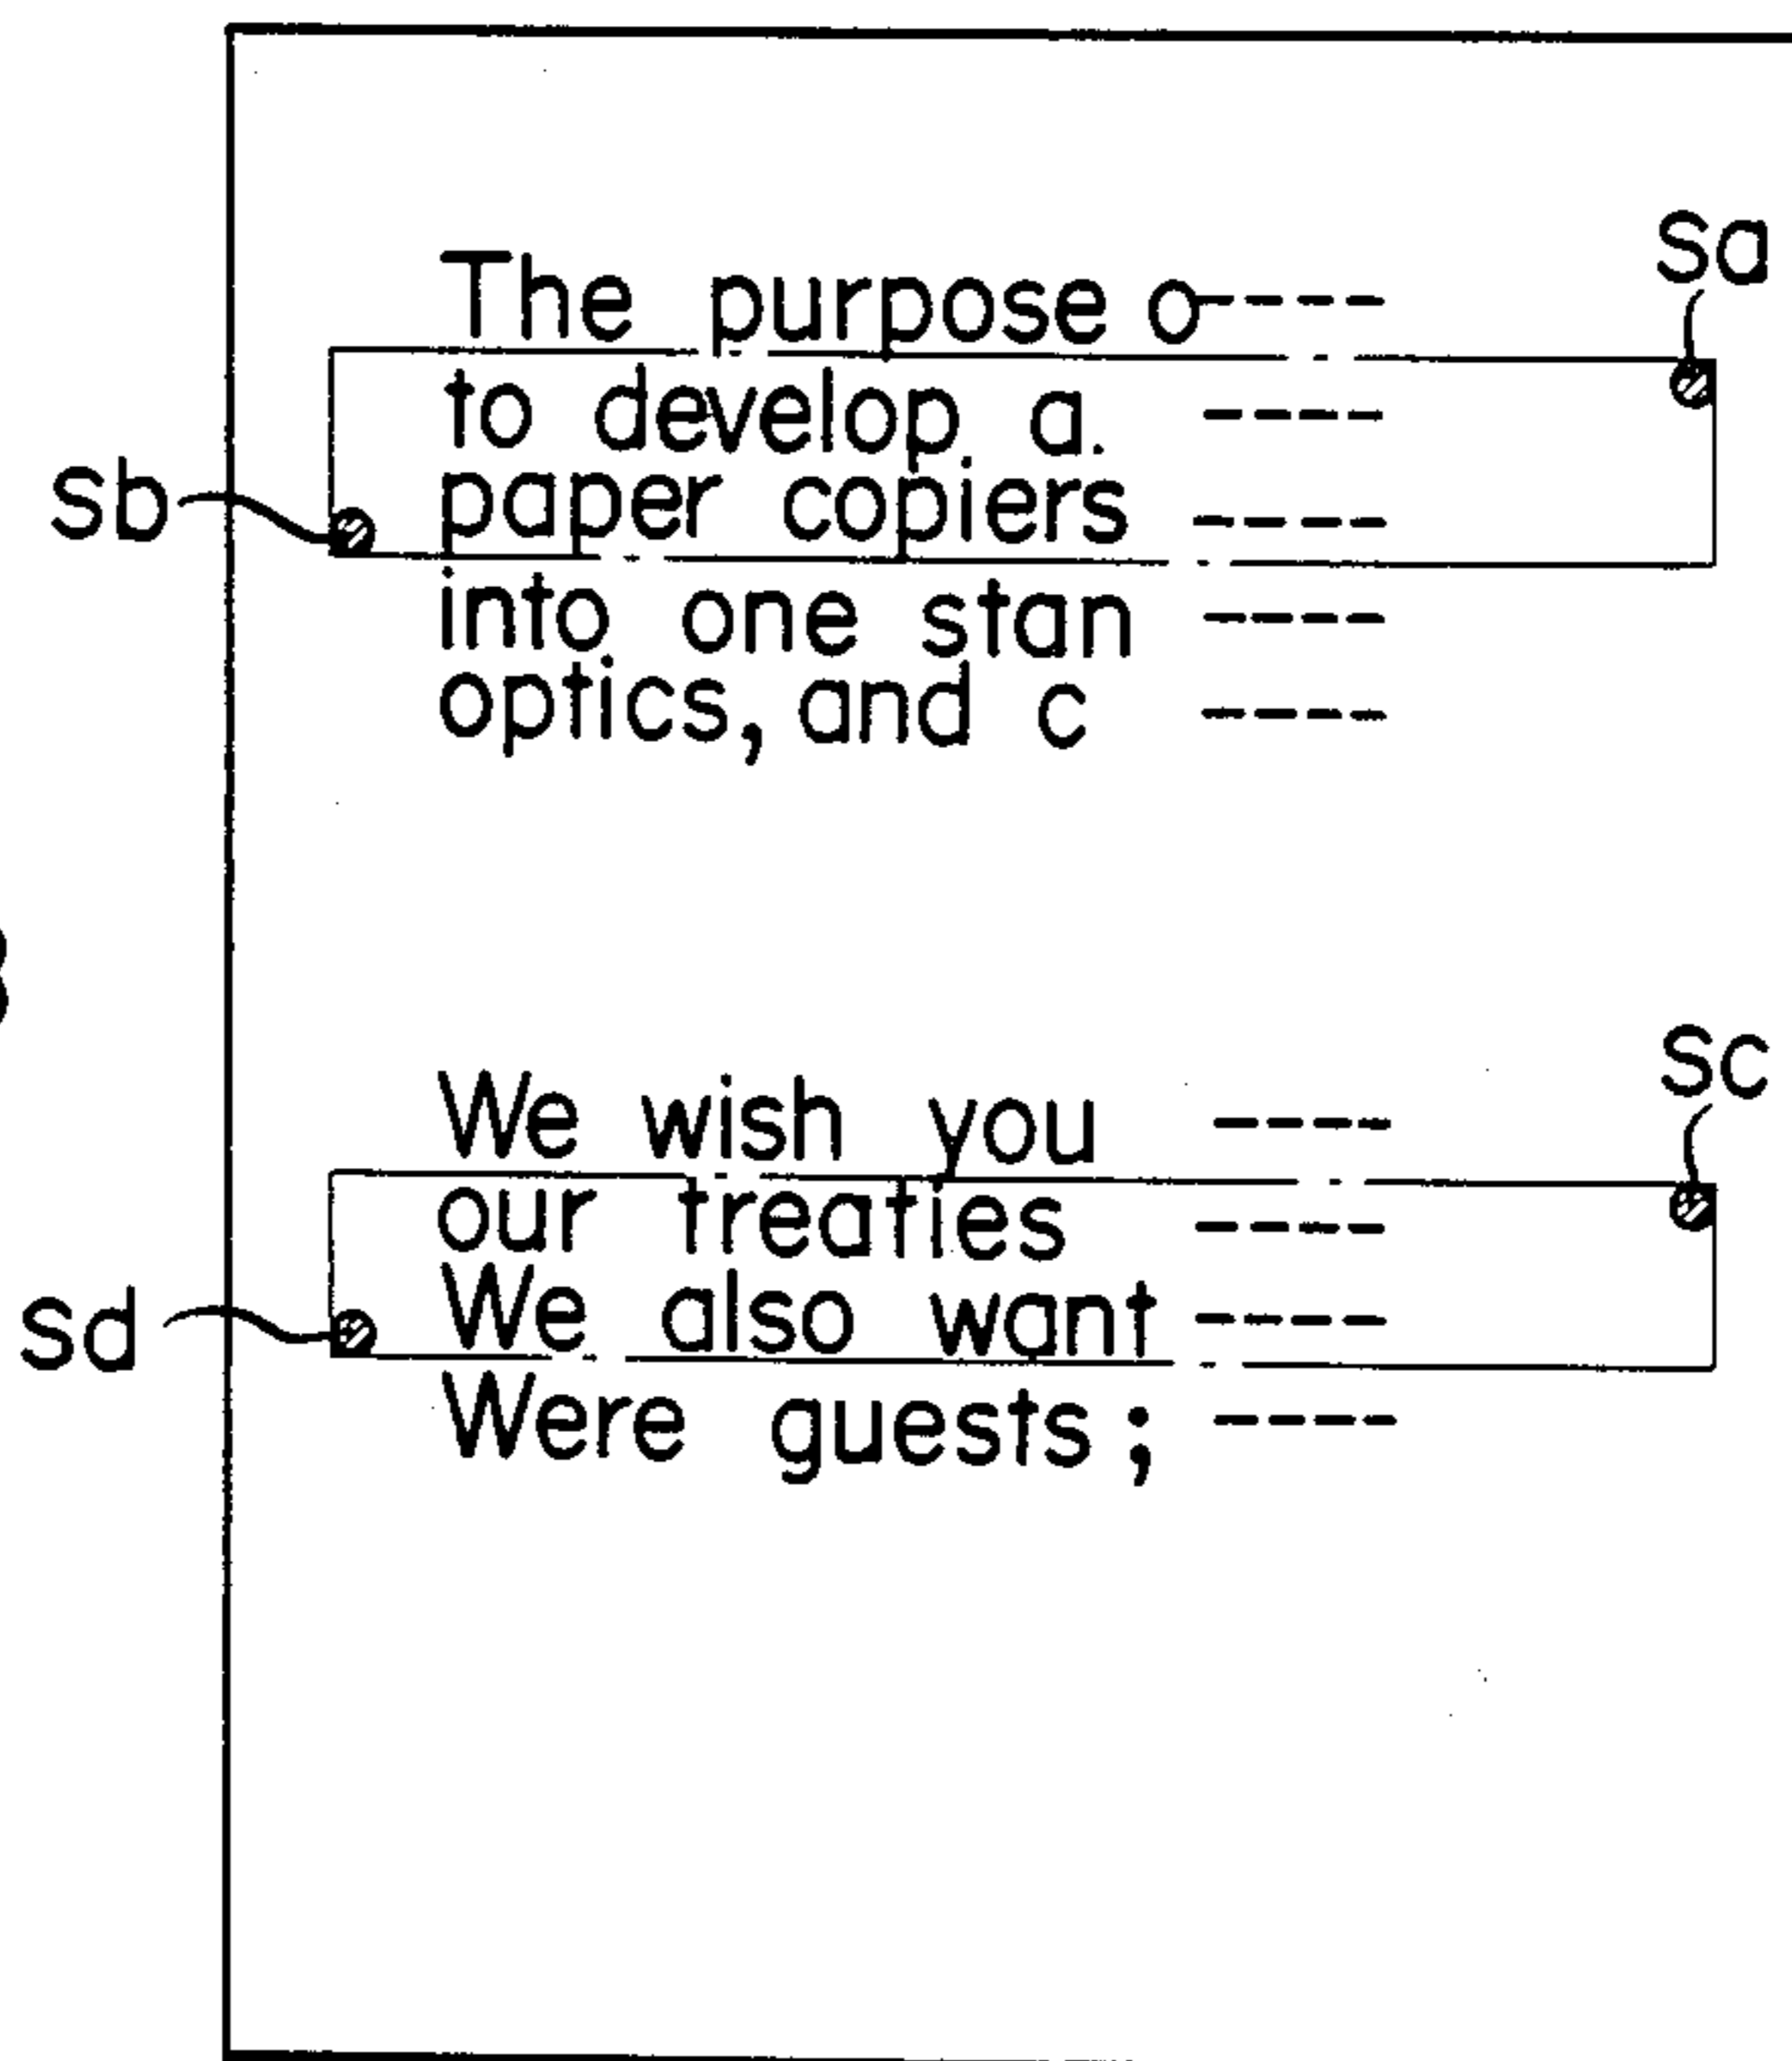 sa
The purpose o----
to develop a. ----
sb
paper copiers ----
into one stan ----
optics, and c ----
sc
We wish you ----
our treaties ----
sd
We also want ----
Were guests ; ----